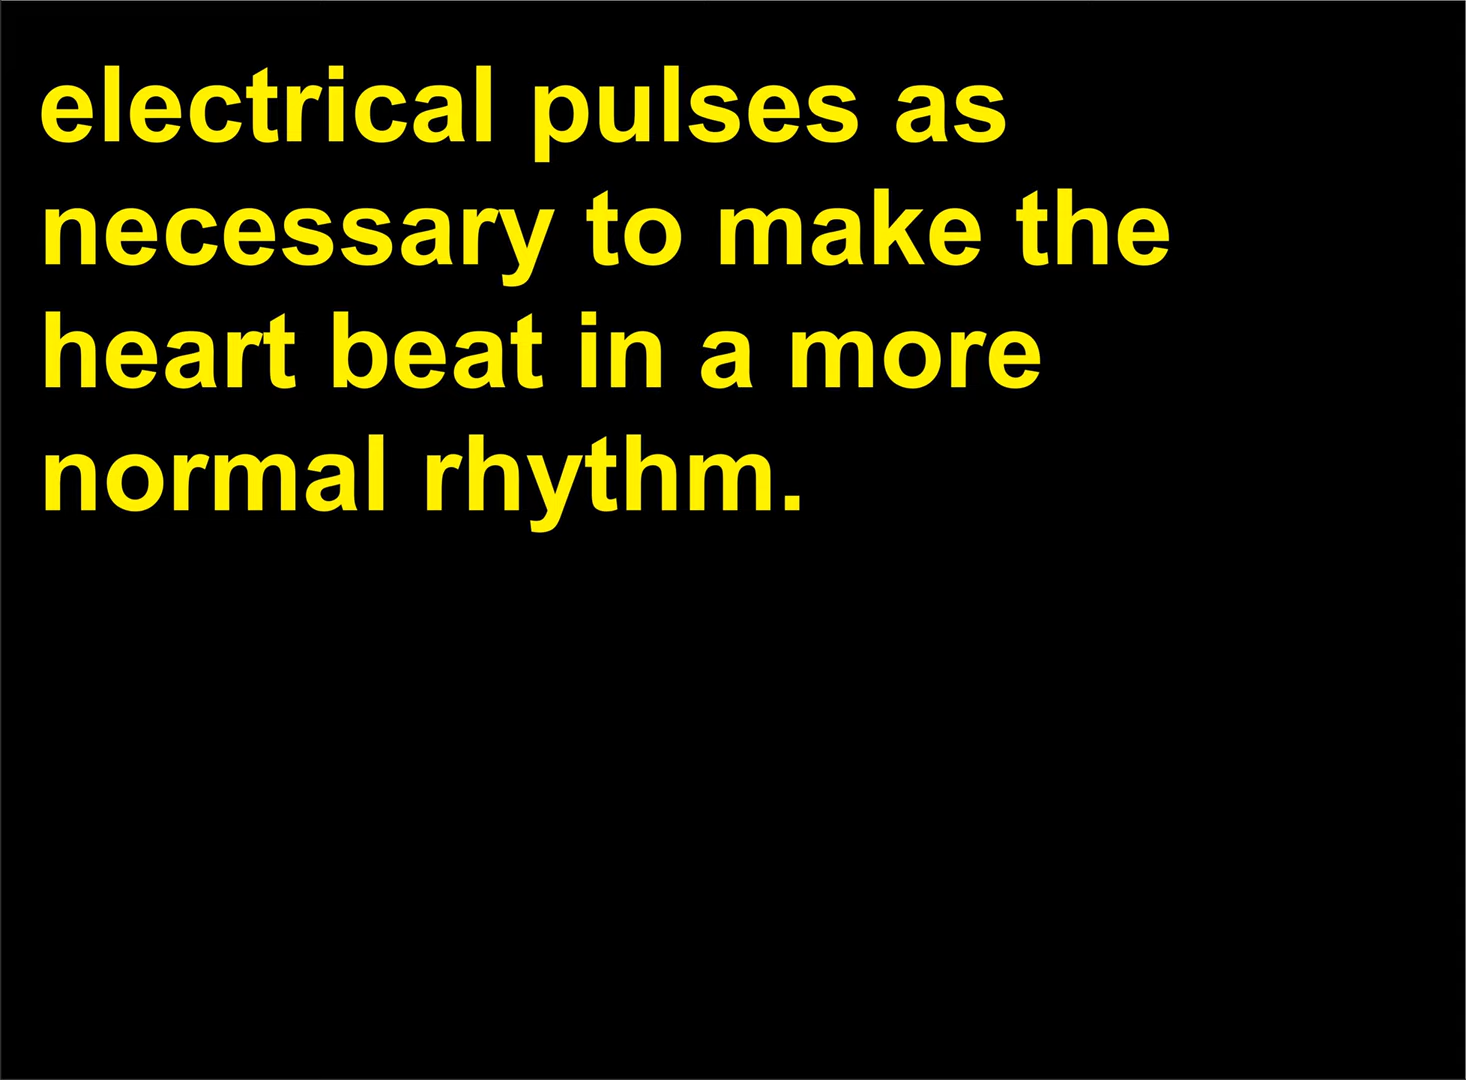 electrical pulses as
necessary to make the
heart beat in a more
normal rhythm.